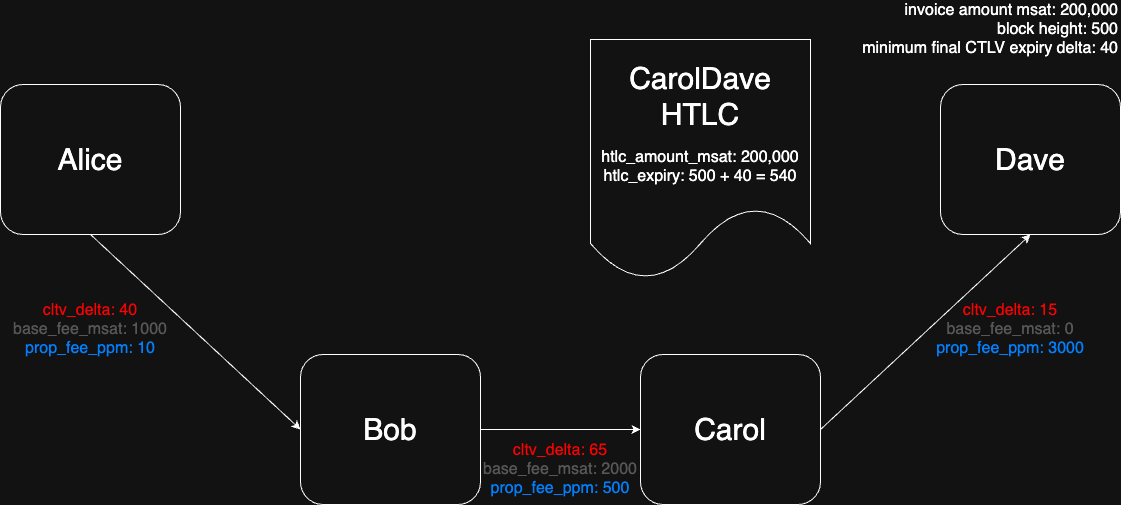 invoice amount msat: 200,000
block height: 500
minimum final CTLV expiry delta: 40
CarolDave
HTLC
htlc_amount_msat: 200,000
htlc_expiry: 500 + 40 = 540
Alice
Dave
cltv_delta: 40
base_fee_msat: 1000
prop_fee_ppm: 10
cltv_delta: 15
base_fee_msat: 0
prop_fee_ppm: 3000
Bob
Carol
cltv_delta: 65
base_fee_msat: 2000
prop_fee_ppm: 500